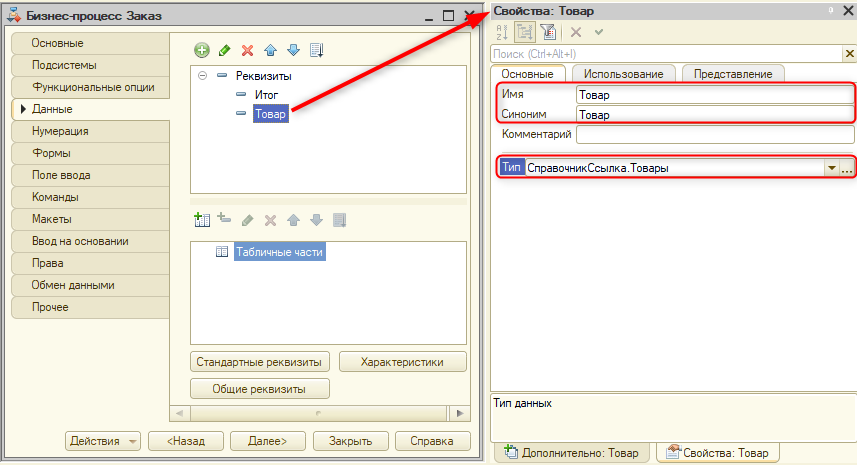 Бизнес-процесс Заказ
Основные
Подсистемы
Функциональные опции
Данные
Нумерация
Формы
Поле ввода
Команды
Макеты
Ввод на основании
Права
Обмен данными
Прочее
Реквизиты
Итог
Товар
Табличные части
Стандартные реквизиты
Характеристики
Общие реквизиты
Действия
<Назад
Далее>
Закрыть
Справка
Свойства: Товар
Поиск (Ctrl+Alt+I)
Основные
Использование
Представление
Имя
Товар
Синоним
Товар
Комментарий
Тип
СправочникСсылка.Товары
...
Тип данных
Дополнительно: Товар
Свойства: Товар